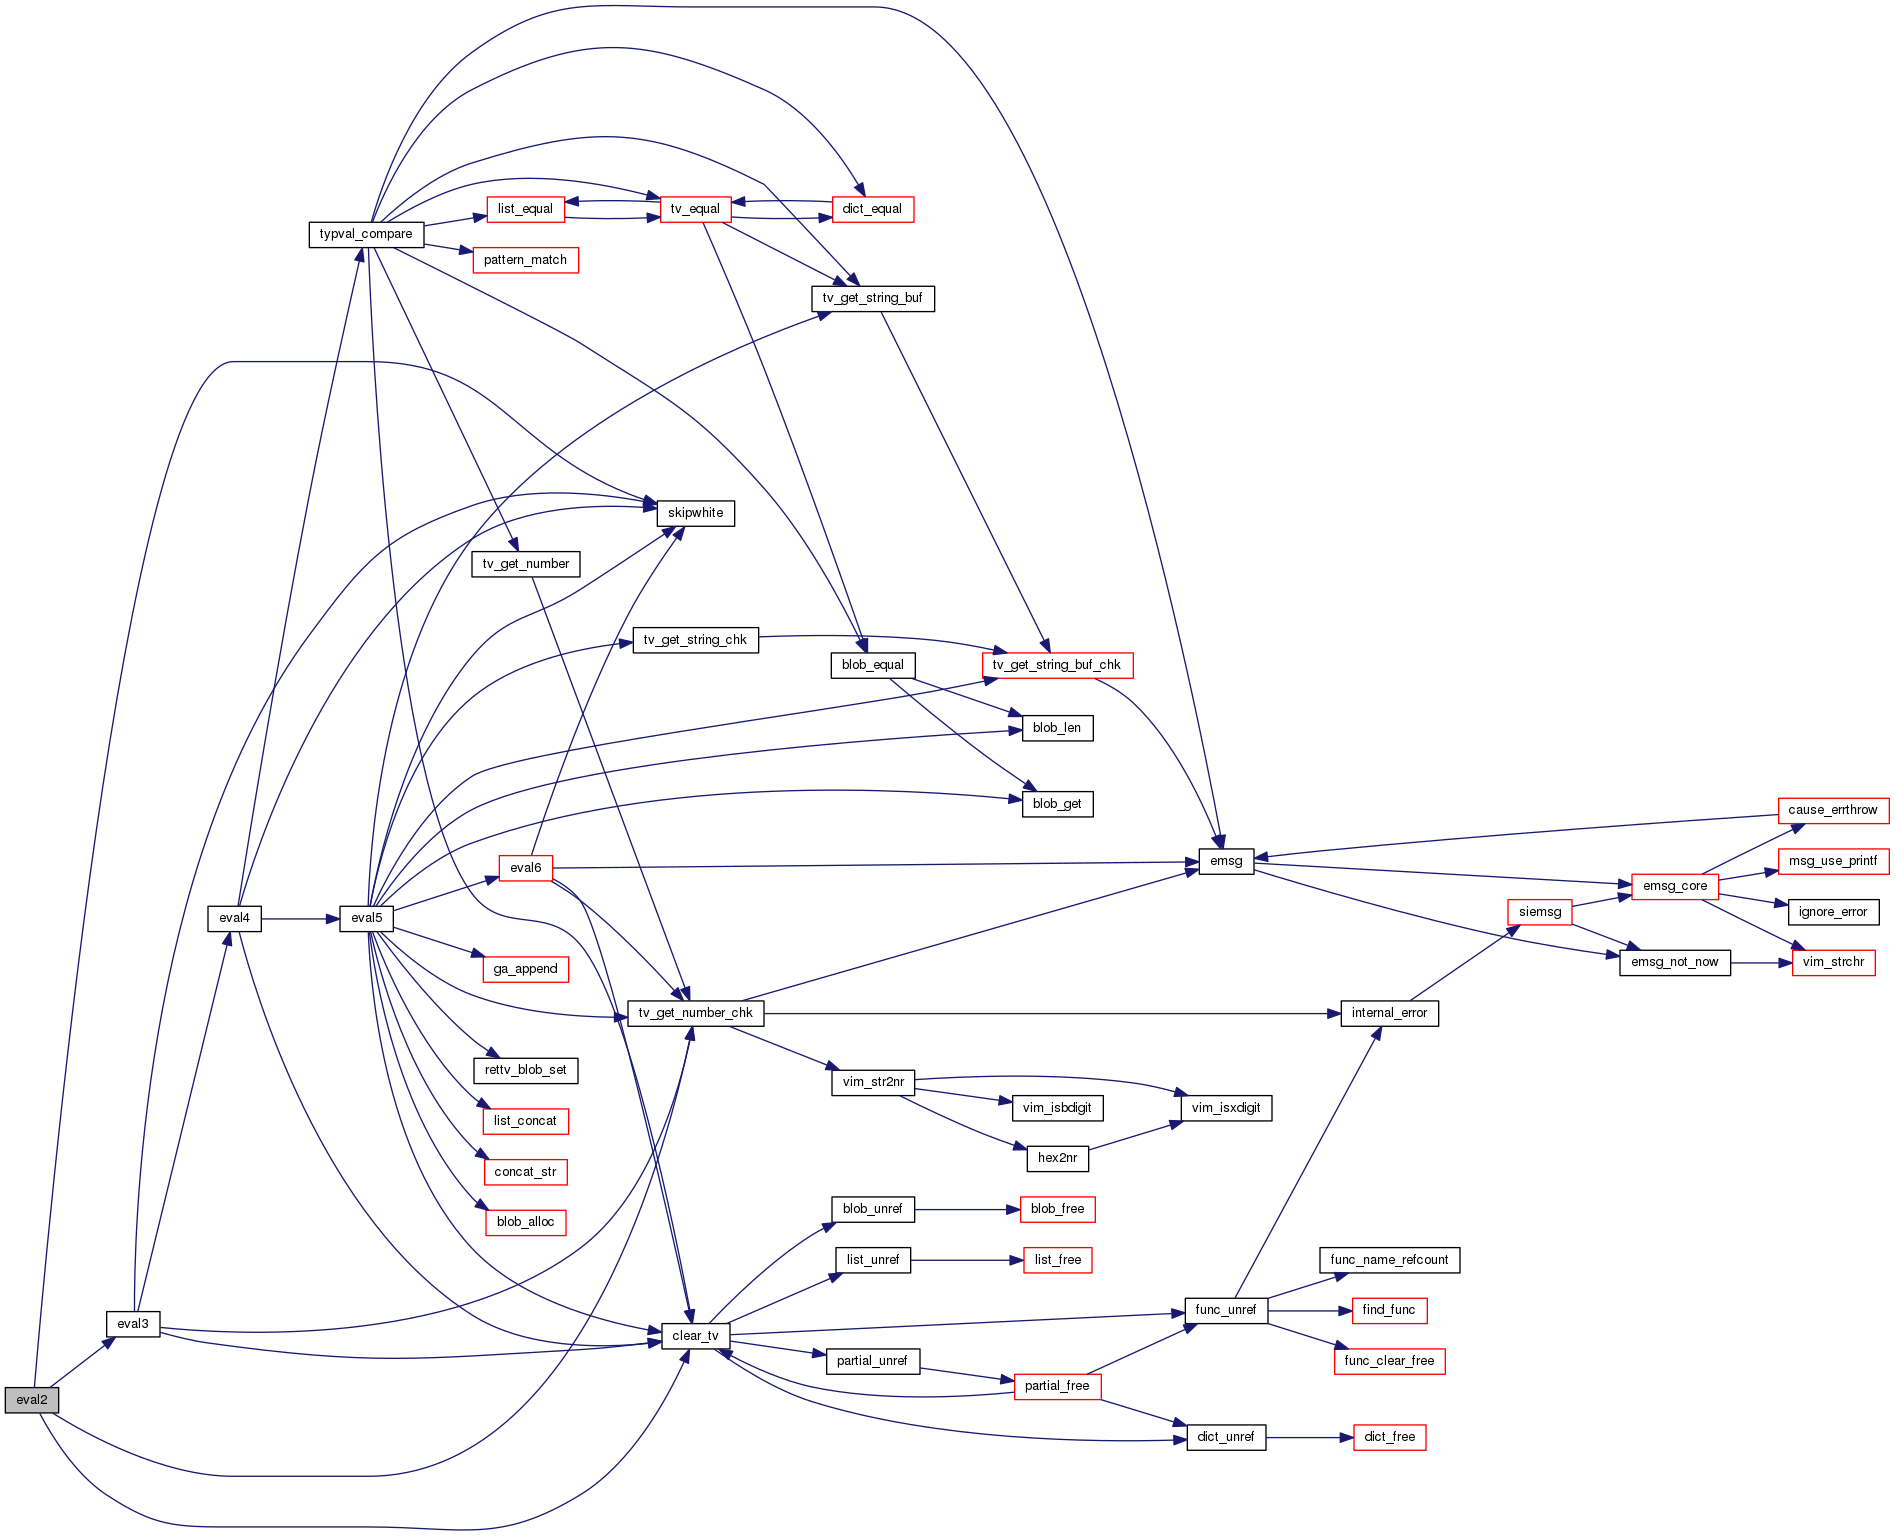 list_equal
tv_equal
dict_equal
typval_compare
pattern_match
tv_get_string_buf
skipwhite
tv_get_number
tv_get_string_chk
blob_equal
tv_get_string_buf_chk
blob_len
blob_get
cause_errthrow
emsg
msg_use_printf
eval6
emsg_core
siemsg
ignore_error
eval4
eval5
emsg_not_now
vim_strchr
ga_append
tv_get_number_chk
internal_error
rettv_blob_set
vim_str2nr
vim_isbdigit
vim_isxdigit
list_concat
hex2nr
concat_str
blob_unref
blob_free
blob_alloc
list_unref
list_free
func_name_refcount
func_unref
find_func
eval3
clear_tv
partial_unref
func_clear_free
partial_free
eval2
dict_unref
dict_free